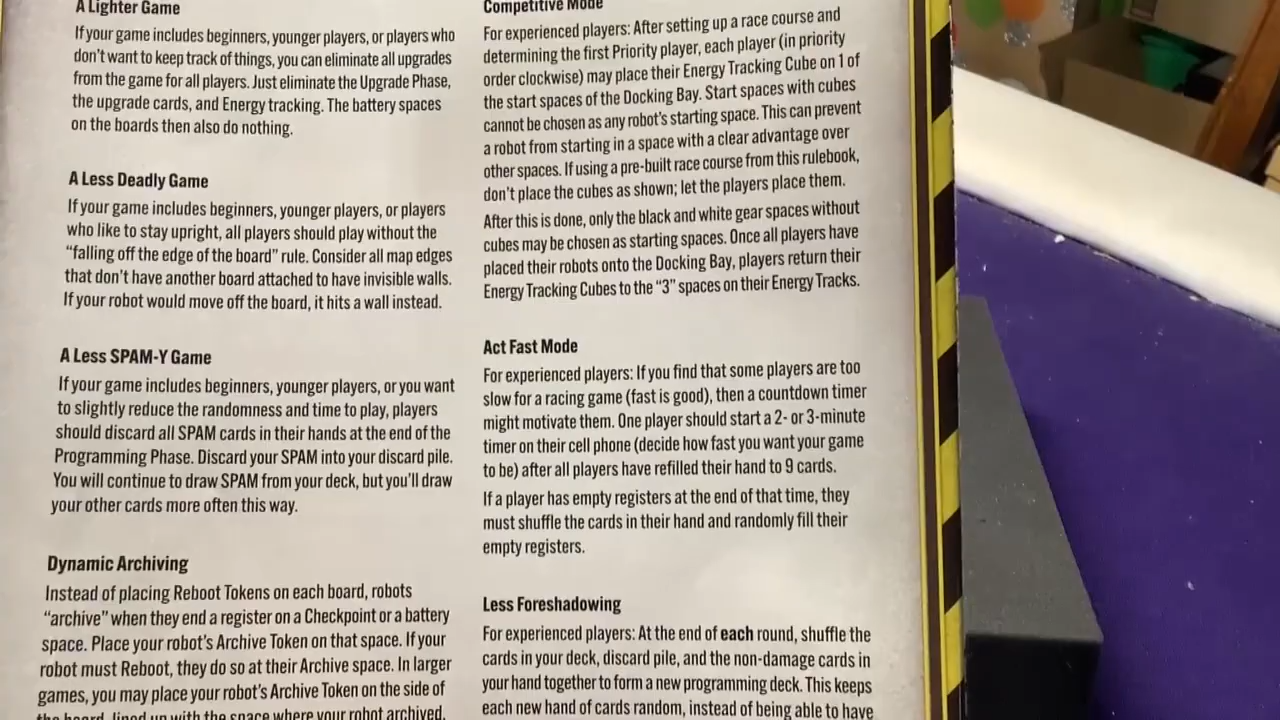 A Lighter Game
If your game includes beginners, younger players, or players who
don't want to keep track of things, you can eliminate all upgrades
from the game for all players. Just eliminate the Upgrade Phase,
the upgrade cards, and Energy tracking. The battery spaces
on the boards then also do nothing.
A Less Deadly Game
If your game includes beginners, younger players, or players
who like to stay upright, all players should play without the
“falling off the edge of the board” rule. Consider all map edges
that don't have another board attached to have invisible walls.
If your robot would move off the board, it hits a wall instead.
A Less SPAM-Y Game
If your game includes beginners, younger players, or you want
to slightly reduce the randomness and time to play, players
should discard all SPAM cards in their hands at the end of the
Programming Phase. Discard your SPAM into your discard pile.
You will continue to draw SPAM from your deck, but you'll draw
your other cards more often this way.
Dynamic Archiving
Instead of placing Reboot Tokens on each board, robots
“archive” when they end a register on a Checkpoint or a battery
space. Place your robot's Archive Token on that space. If your
robot must Reboot, they do so at their Archive space. In larger
games, you may place your robot's Archive Token on the side of
the board, lined up with the space where your robot archived.
Competitive Mode
For experienced players: After setting up a race course and
determining the first Priority player, each player (in priority
order clockwise) may place their Energy Tracking Cube on 1 of
the start spaces of the Docking Bay. Start spaces with cubes
cannot be chosen as any robot's starting space. This can prevent
a robot from starting in a space with a clear advantage over
other spaces. If using a pre-built race course from this rulebook,
don't place the cubes as shown; let the players place them.
After this is done, only the black and white gear spaces without
cubes may be chosen as starting spaces. Once all players have
placed their robots onto the Docking Bay, players return their
Energy Tracking Cubes to the “3” spaces on their Energy Tracks.
Act Fast Mode
For experienced players: If you find that some players are too
slow for a racing game (fast is good), then a countdown timer
might motivate them. One player should start a 2- or 3-minute
timer on their cell phone (decide how fast you want your game
to be) after all players have refilled their hand to 9 cards.
If a player has empty registers at the end of that time, they
must shuffle the cards in their hand and randomly fill their
empty registers.
Less Foreshadowing
For experienced players: At the end of each round, shuffle the
cards in your deck, discard pile, and the non-damage cards in
your hand together to form a new programming deck. This keeps
each new hand of cards random, instead of being able to have